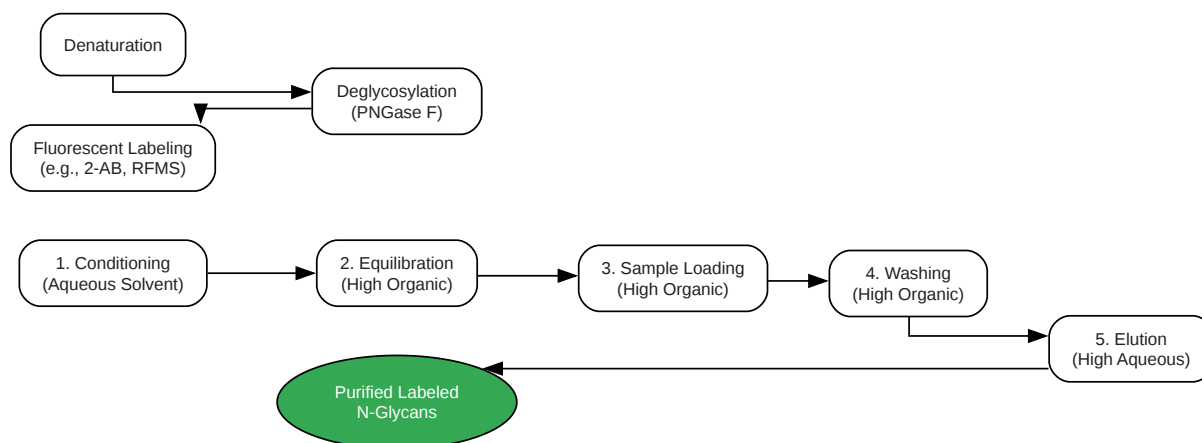 Denaturation
Deglycosylation
(PNGase F)
Fluorescent Labeling
(e.g., 2-AB, RFMS)
1. Conditioning
(Aqueous Solvent)
2. Equilibration
(High Organic)
3. Sample Loading
(High Organic)
4. Washing
(High Organic)
5. Elution
(High Aqueous)
Purified Labeled
N-Glycans